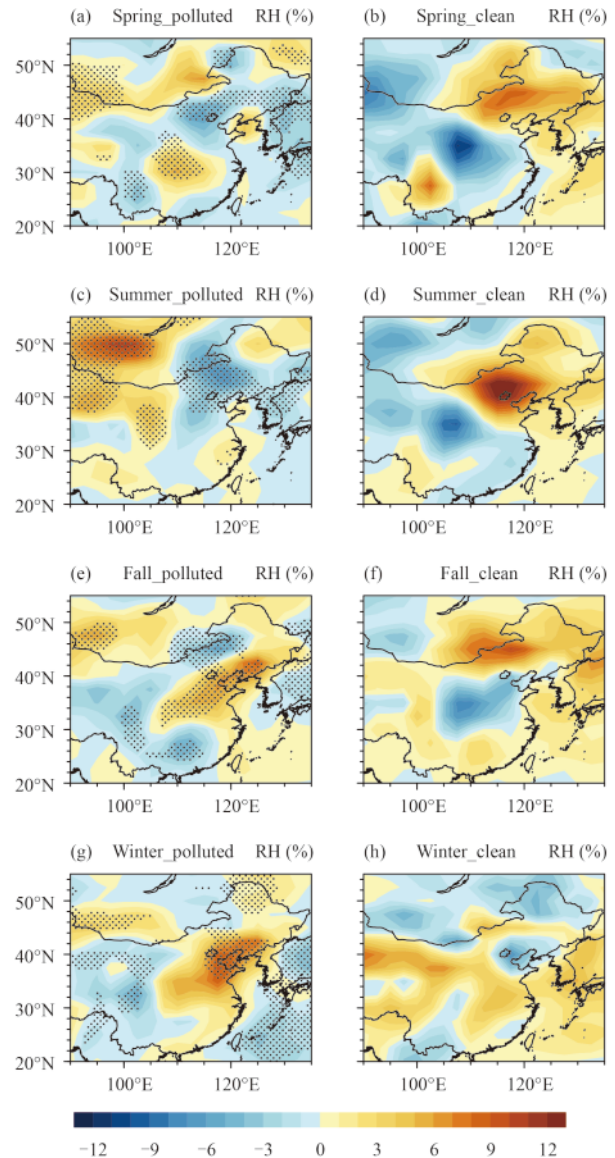 (a) Spring_polluted RH (%)
(b) Spring_clean RH (%)
50°N
40°N
30°N
20°N
100°E 120°E
100°E 120°E
(c) Summer_polluted RH (%)
(d) Summer_clean RH (%)
50°N
40°N
30°N
20°N
100°E 120°E
100°E 120°E
(e) Fall_polluted RH (%)
(f) Fall_clean RH (%)
50°N
40°N
30°N
20°N
100°E 120°E
100°E 120°E
(g) Winter_polluted RH (%)
(h) Winter_clean RH (%)
50°N
40°N
30°N
20°N
100°E 120°E
100°E 120°E
−12 −9 −6 −3 0 3 6 9 12